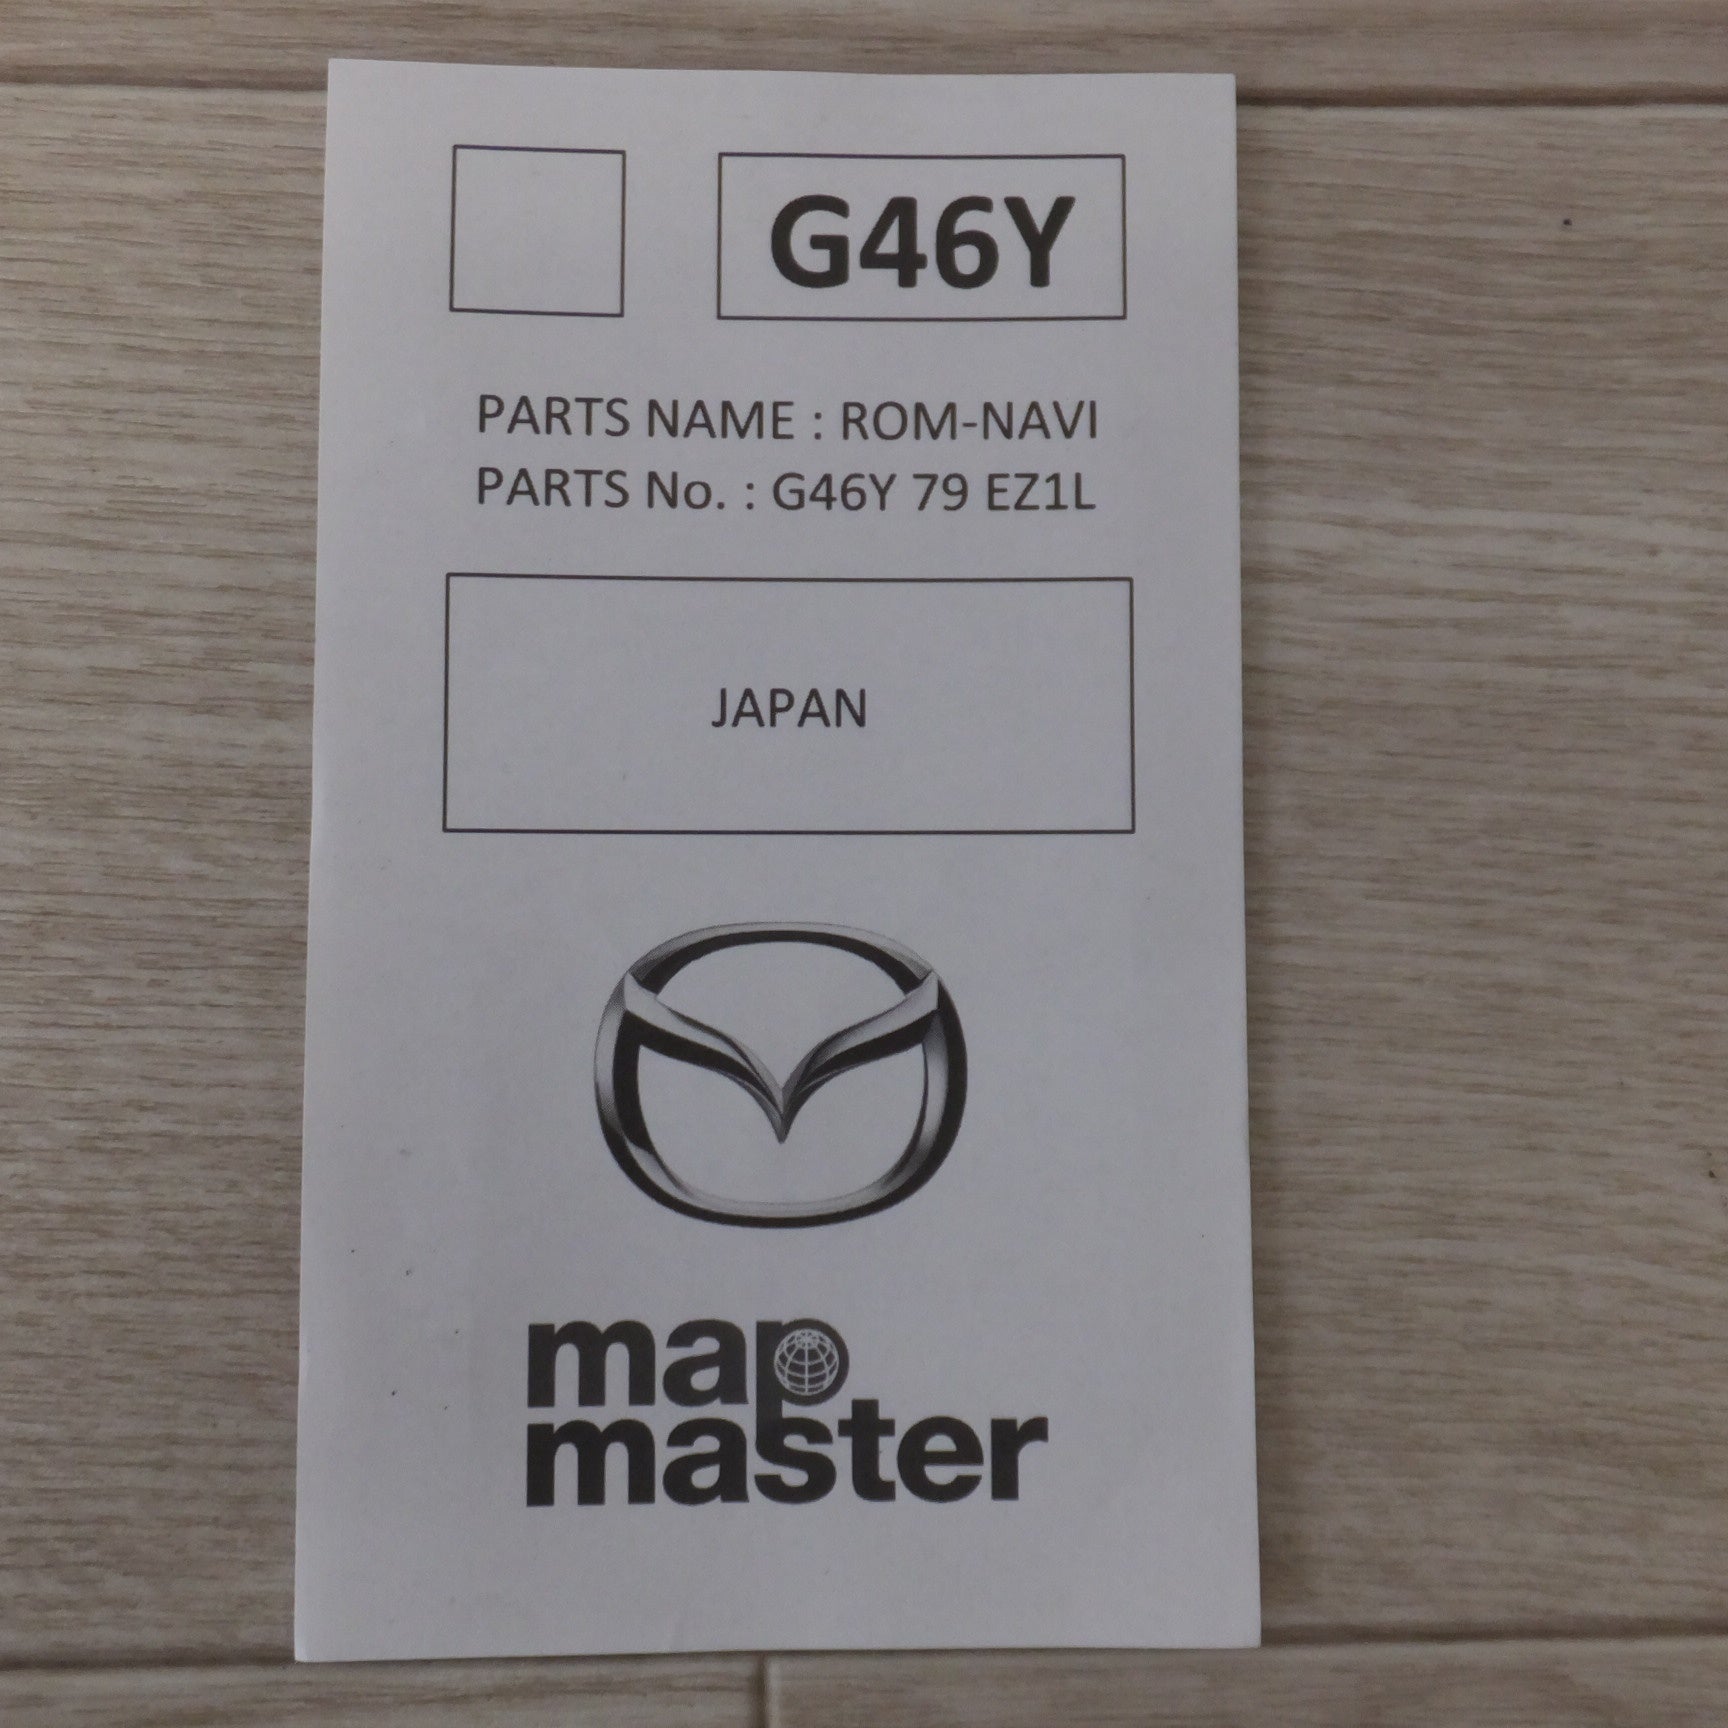 G46Y
PARTS NAME : ROM-NAVI
PARTS No. : G46Y 79 EZ1L
JAPAN
map
master